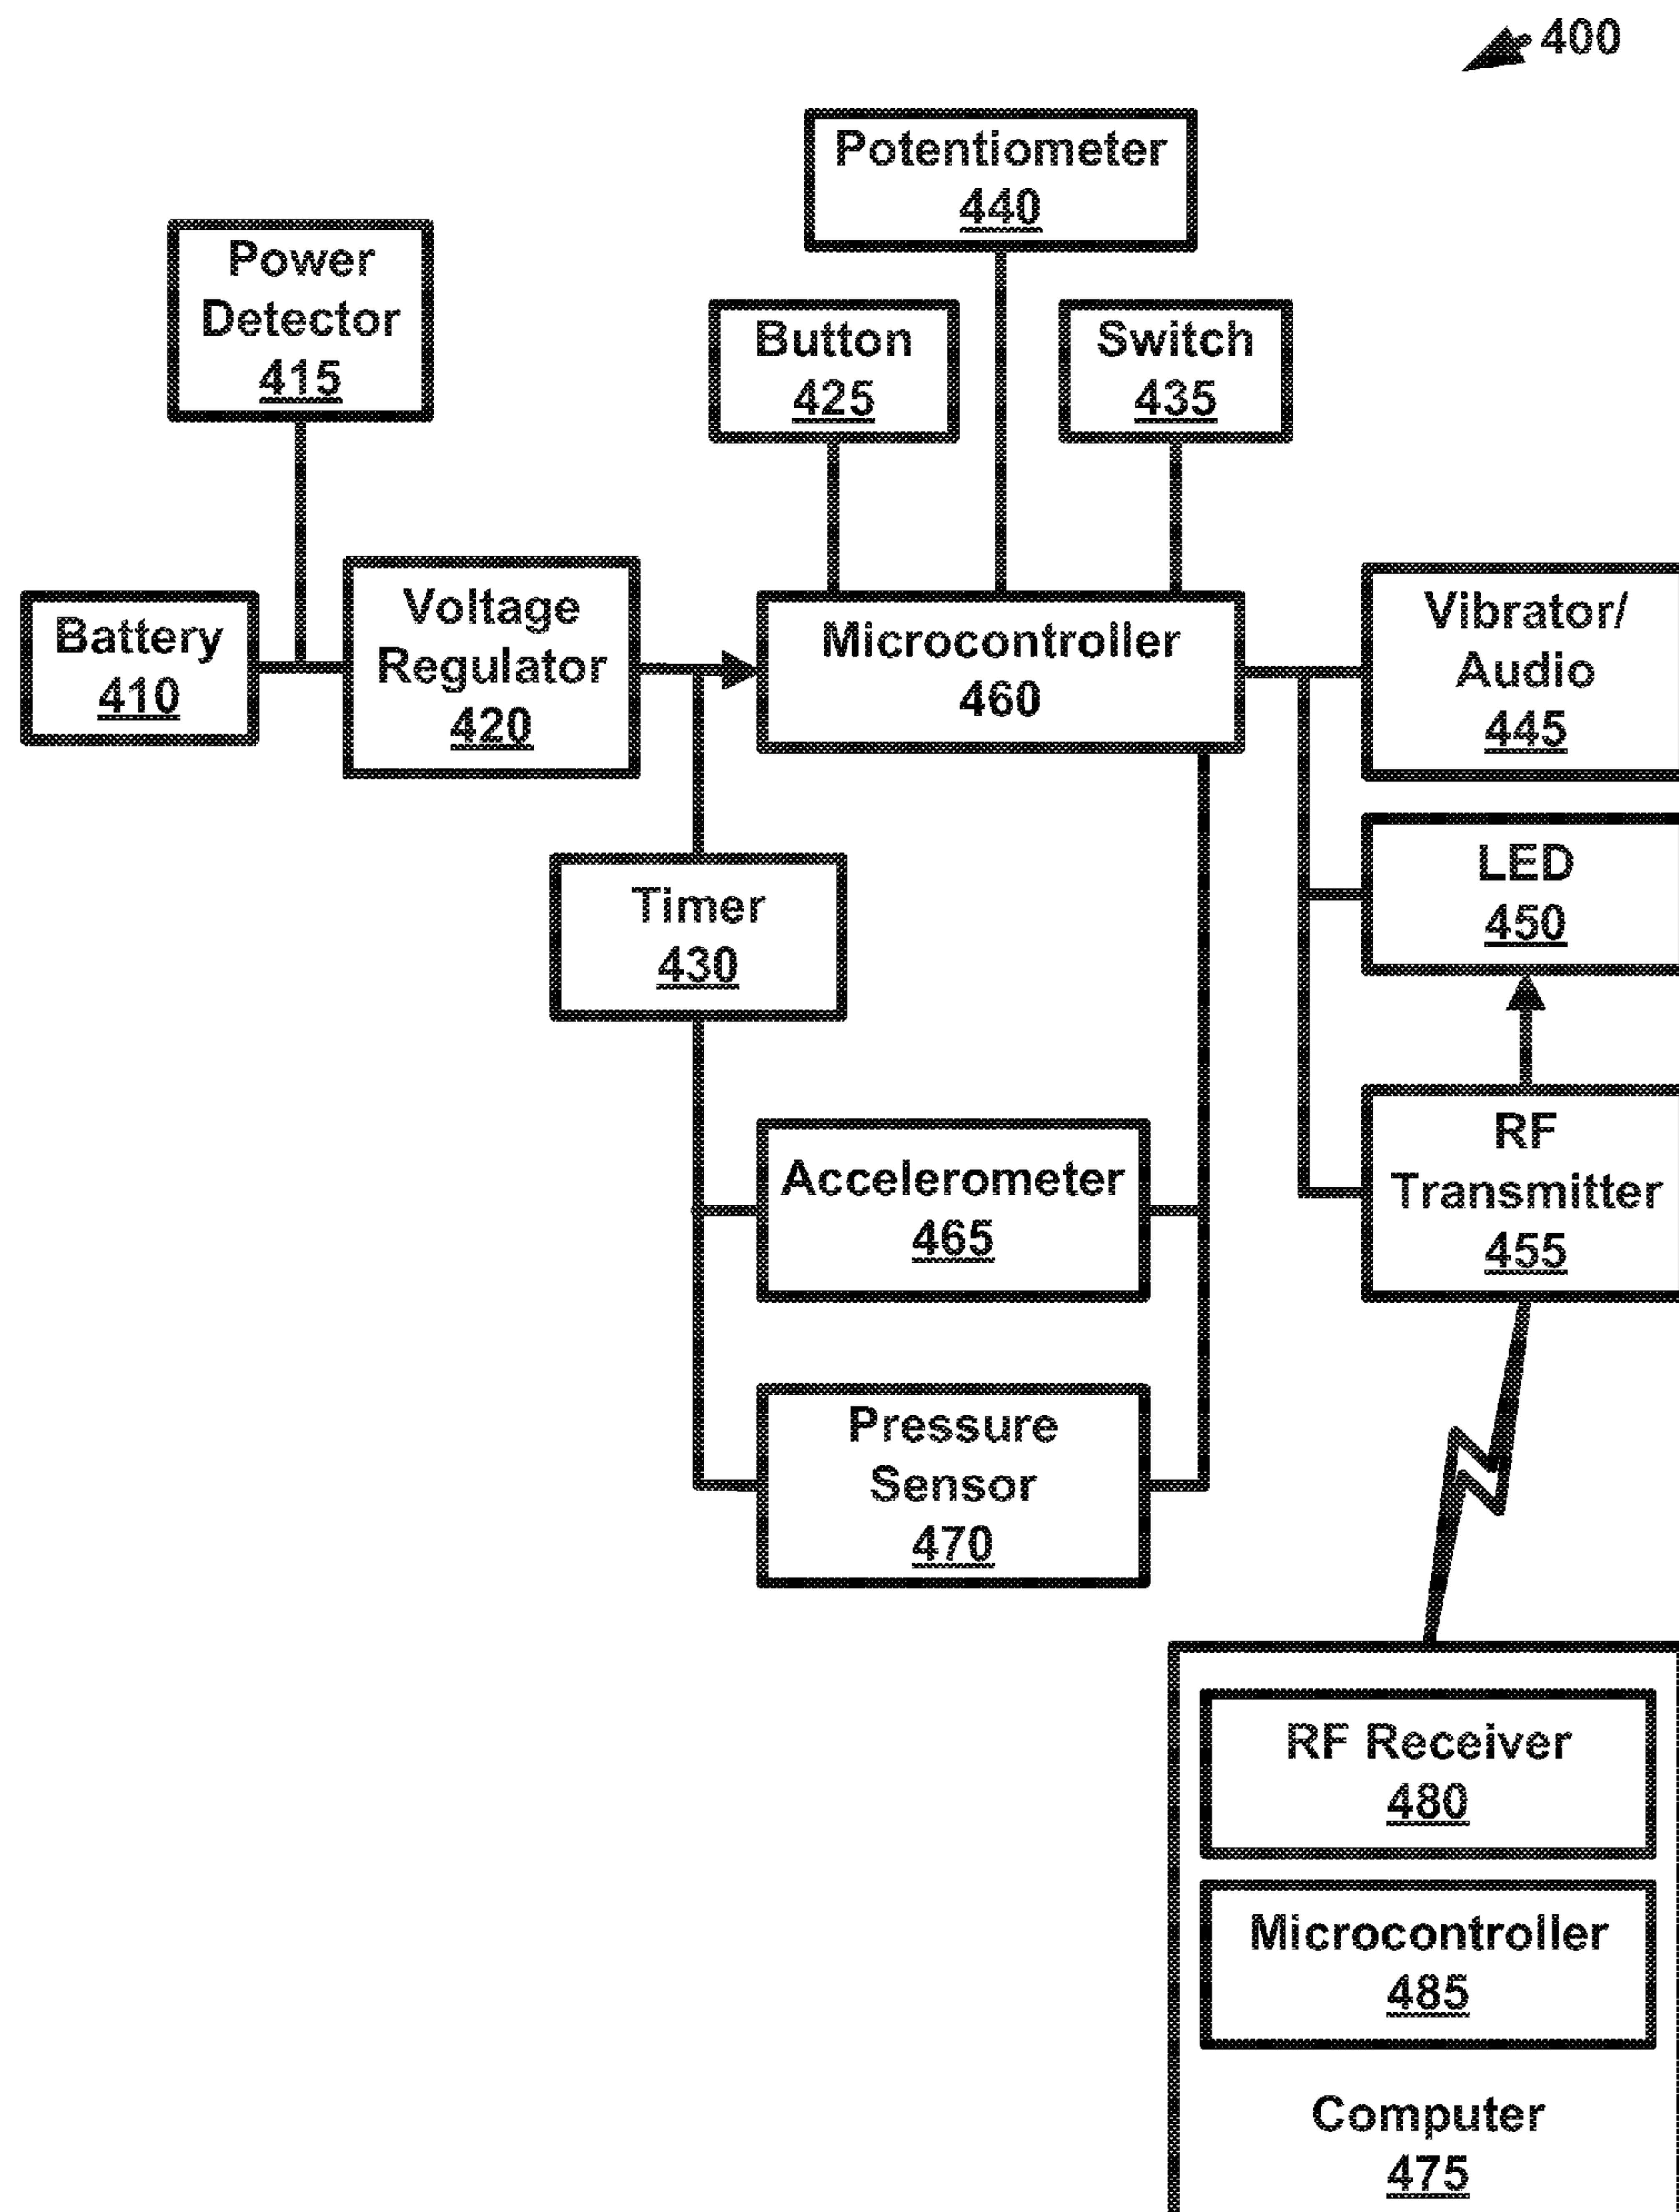 400
Potentiometer
440
Power
Detector
415
Button
425
Switch
435
Battery
410
Voltage
Regulator
420
Microcontroller
460
Vibrator/
Audio
445
LED
450
Timer
430
RF
Transmitter
455
Accelerometer
465
Pressure
Sensor
470
RF Receiver
480
Microcontroller
485
Computer
475